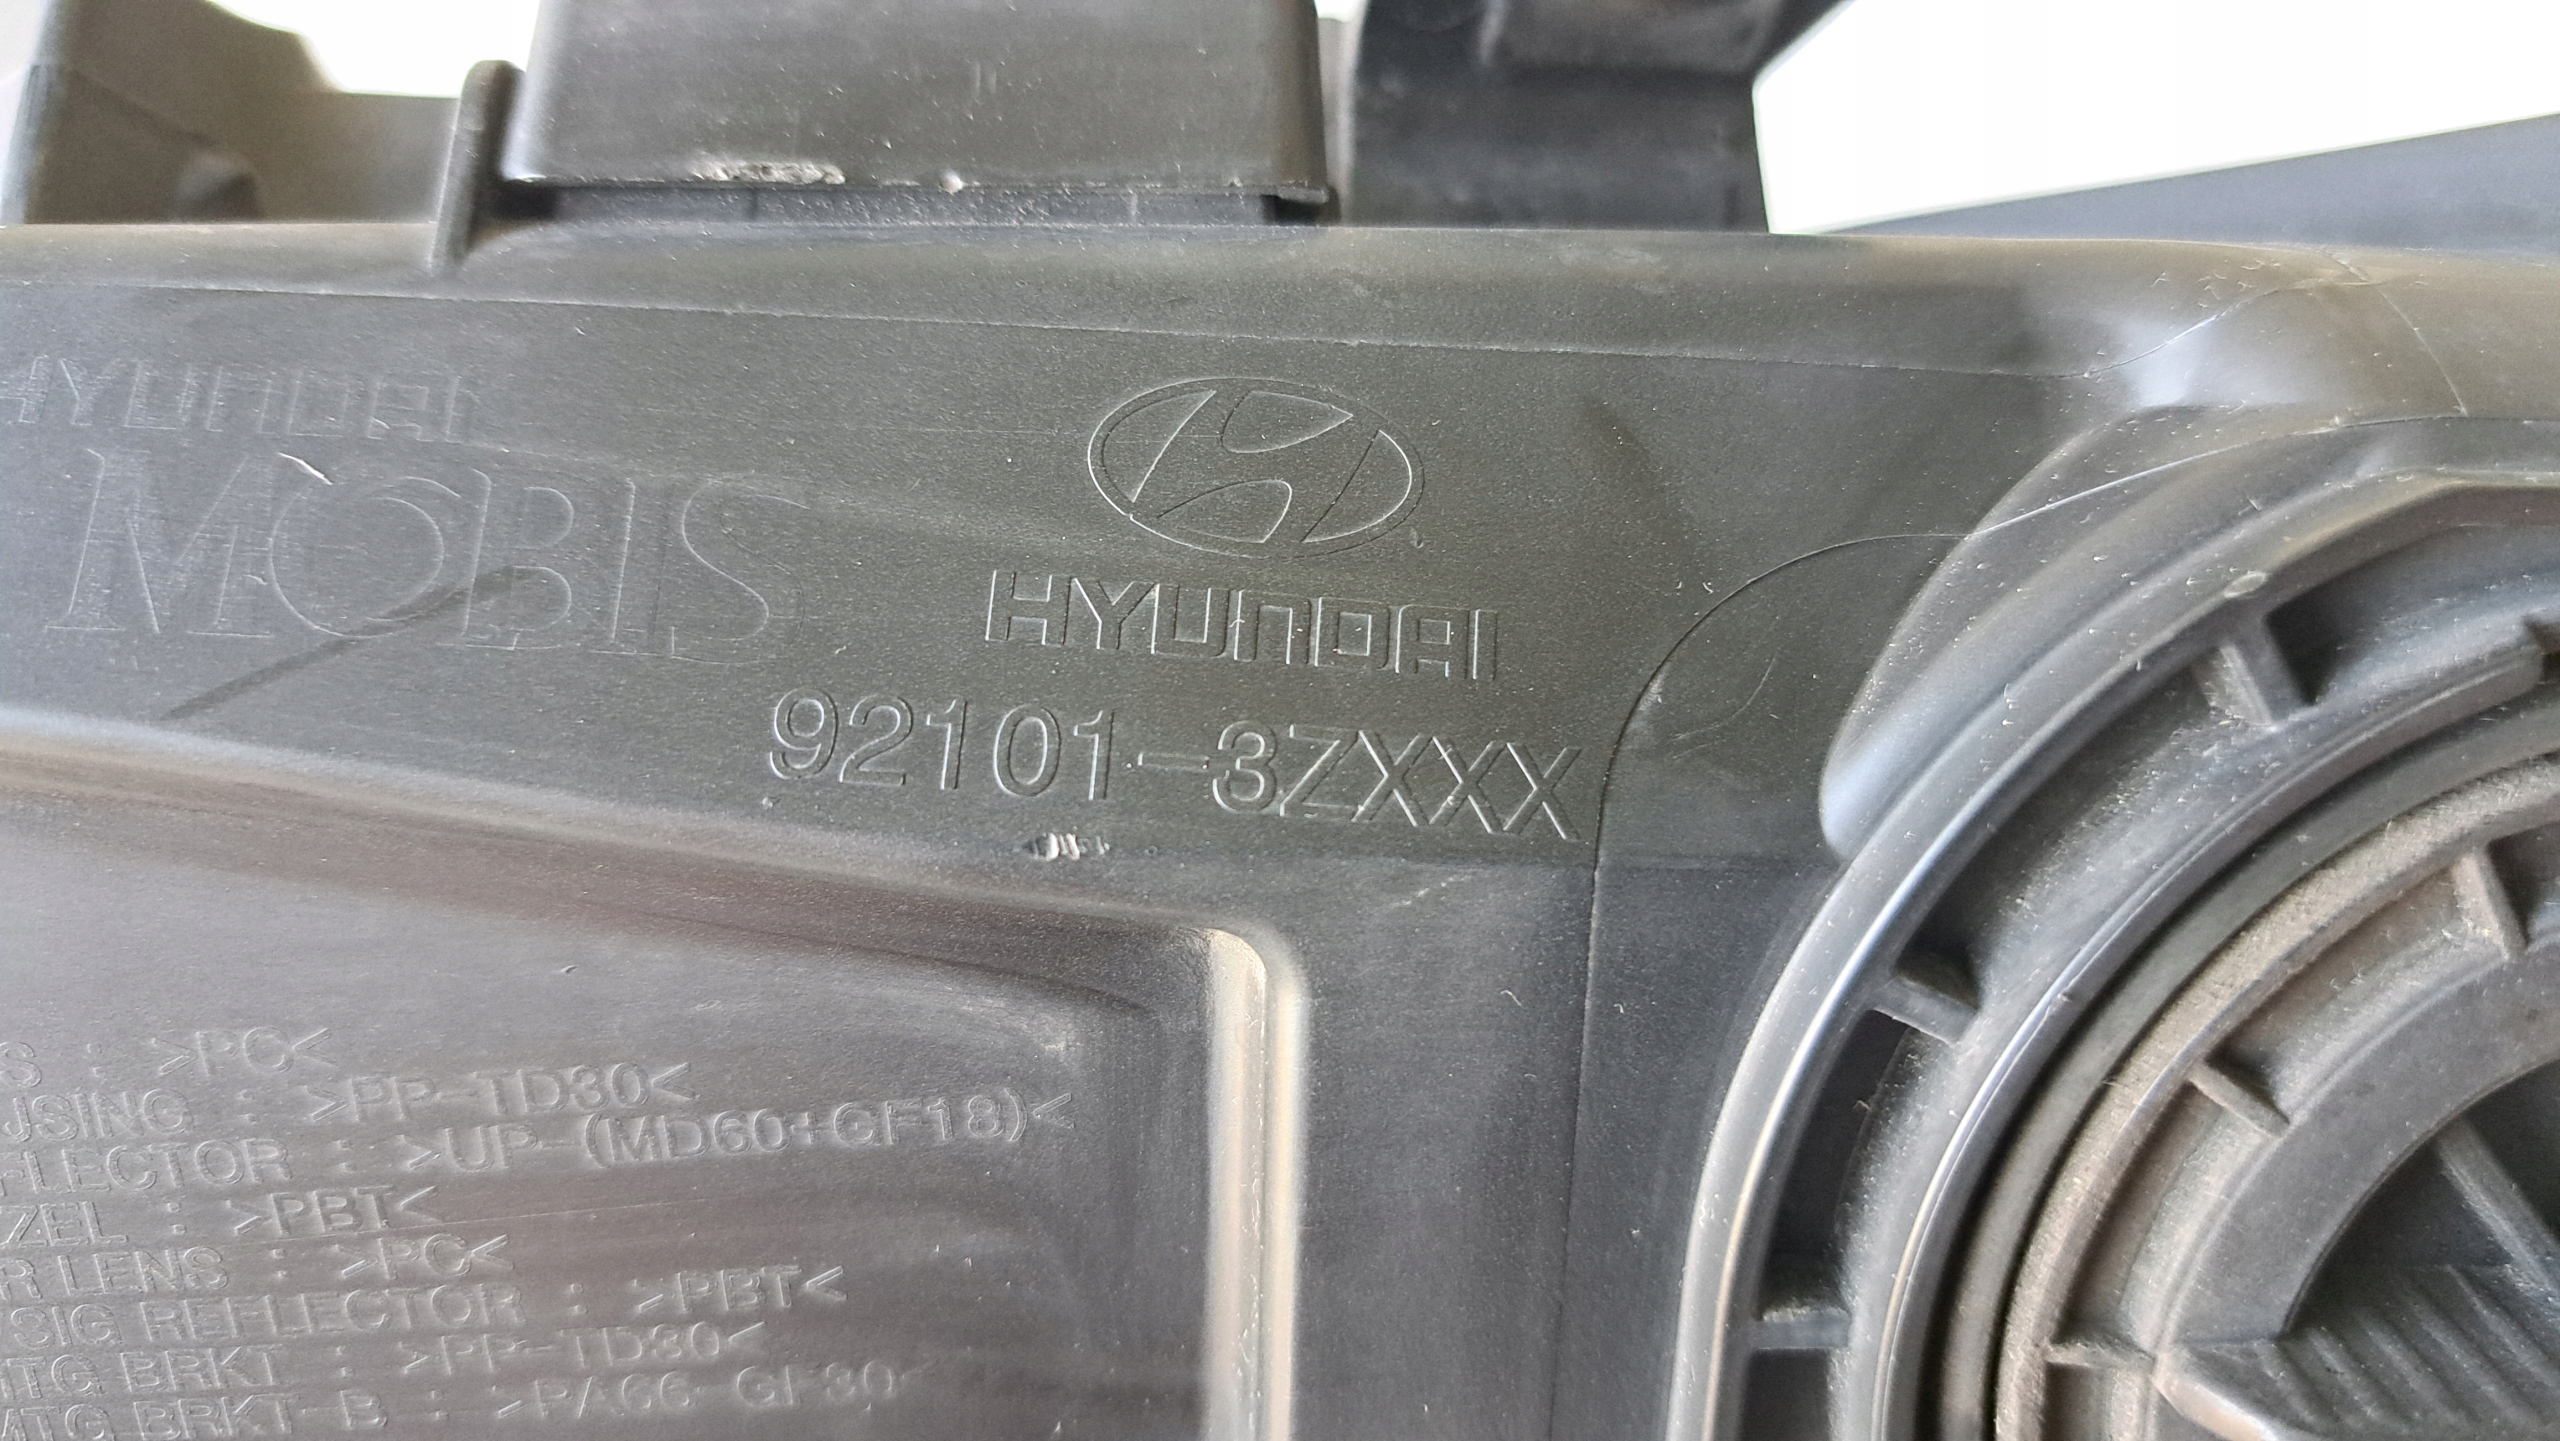 HYUNDAI
MOBIS
HYUNDAI
92101-3ZXXX
S : >PC<
USING : >PP-TD30<
FLECTOR : >UP-(MD60+GF18)<
ZEL : >PBT<
R LENS : >PC<
SIG REFLECTOR : >PBT<
MTG BRKT : >PP-TD30<
MTG BRKT-B : >PA66-GF30<